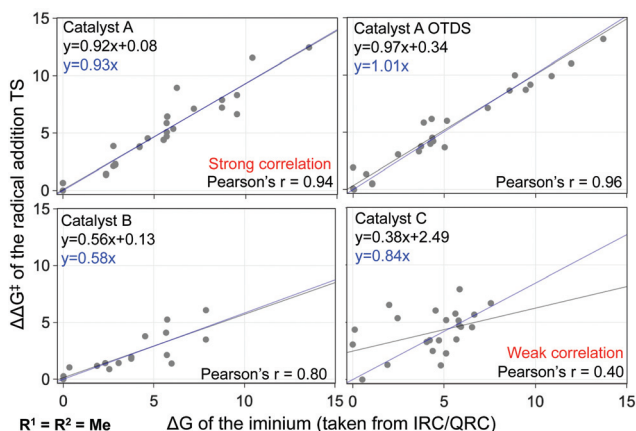 ΔΔG‡ of the radical addition TS
15
10
5
0
Catalyst A
y=0.92x+0.08
y=0.93x
Strong correlation
Pearson's r = 0.94
Catalyst A OTDS
y=0.97x+0.34
y=1.01x
Pearson's r = 0.96
15
10
5
0
Catalyst B
y=0.56x+0.13
y=0.58x
Pearson's r = 0.80
Catalyst C
y=0.38x+2.49
y=0.84x
Weak correlation
Pearson's r = 0.40
0 5 10 15
0 5 10 15
R¹ = R² = Me
ΔG of the iminium (taken from IRC/QRC)